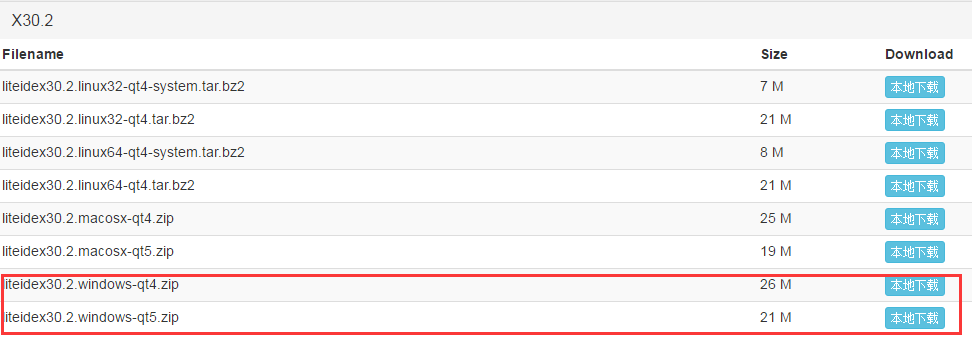 X30.2
Filename Size Download
liteidex30.2.linux32-qt4-system.tar.bz2 7 M 本地下载
liteidex30.2.linux32-qt4.tar.bz2 21 M 本地下载
liteidex30.2.linux64-qt4-system.tar.bz2 8 M 本地下载
liteidex30.2.linux64-qt4.tar.bz2 21 M 本地下载
liteidex30.2.macosx-qt4.zip 25 M 本地下载
liteidex30.2.macosx-qt5.zip 19 M 本地下载
liteidex30.2.windows-qt4.zip 26 M 本地下载
liteidex30.2.windows-qt5.zip 21 M 本地下载